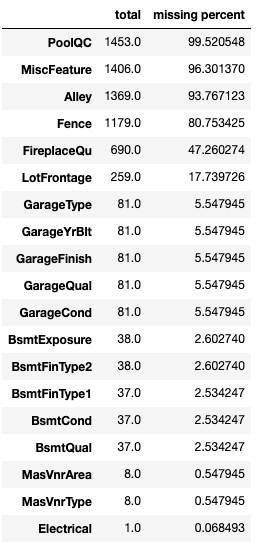 total missing percent
PoolQC 1453.0 99.520548
MiscFeature 1406.0 96.301370
Alley 1369.0 93.767123
Fence 1179.0 80.753425
FireplaceQu 690.0 47.260274
LotFrontage 259.0 17.739726
GarageType 81.0 5.547945
GarageYrBlt 81.0 5.547945
GarageFinish 81.0 5.547945
GarageQual 81.0 5.547945
GarageCond 81.0 5.547945
BsmtExposure 38.0 2.602740
BsmtFinType2 38.0 2.602740
BsmtFinType1 37.0 2.534247
BsmtCond 37.0 2.534247
BsmtQual 37.0 2.534247
MasVnrArea 8.0 0.547945
MasVnrType 8.0 0.547945
Electrical 1.0 0.068493